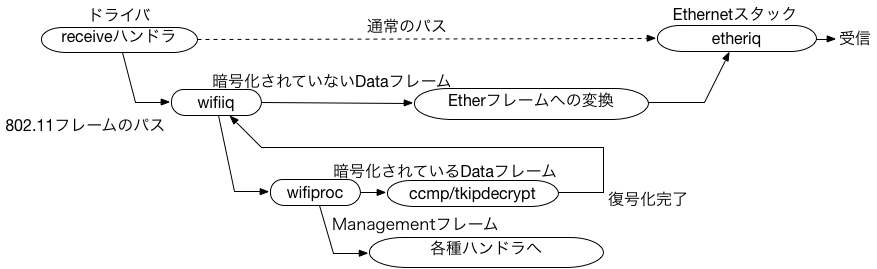 ドライバ
Ethernetスタック
receiveハンドラ
通常のパス
etheriq
受信
暗号化されていないDataフレーム
wifiiq
Etherフレームへの変換
802.11フレームのパス
暗号化されているDataフレーム
wifiproc
ccmp/tkipdecrypt
復号化完了
Managementフレーム
各種ハンドラへ